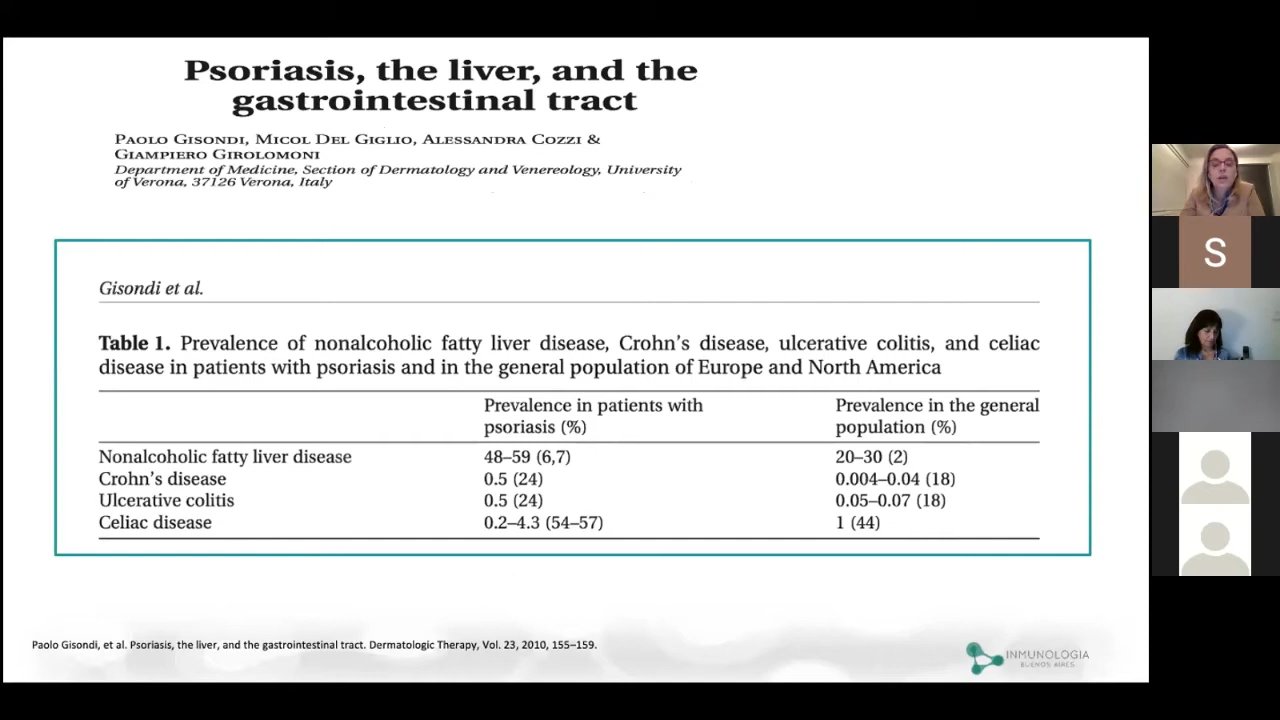 Psoriasis, the liver, and the
gastrointestinal tract
PAOLO GISONDI, MICOL DEL GIGLIO, ALESSANDRA COZZI &
GIAMPIERO GIROLOMONI
Department of Medicine, Section of Dermatology and Venereology, University
of Verona, 37126 Verona, Italy
Gisondi et al.
Table 1. Prevalence of nonalcoholic fatty liver disease, Crohn's disease, ulcerative colitis, and celiac
disease in patients with psoriasis and in the general population of Europe and North America
Prevalence in patients with Prevalence in the general
psoriasis (%) population (%)
Nonalcoholic fatty liver disease 48–59 (6,7) 20–30 (2)
Crohn's disease 0.5 (24) 0.004–0.04 (18)
Ulcerative colitis 0.5 (24) 0.05–0.07 (18)
Celiac disease 0.2–4.3 (54–57) 1 (44)
Paolo Gisondi, et al. Psoriasis, the liver, and the gastrointestinal tract. Dermatologic Therapy, Vol. 23, 2010, 155–159.
INMUNOLOGIA
BUENOS AIRES
S